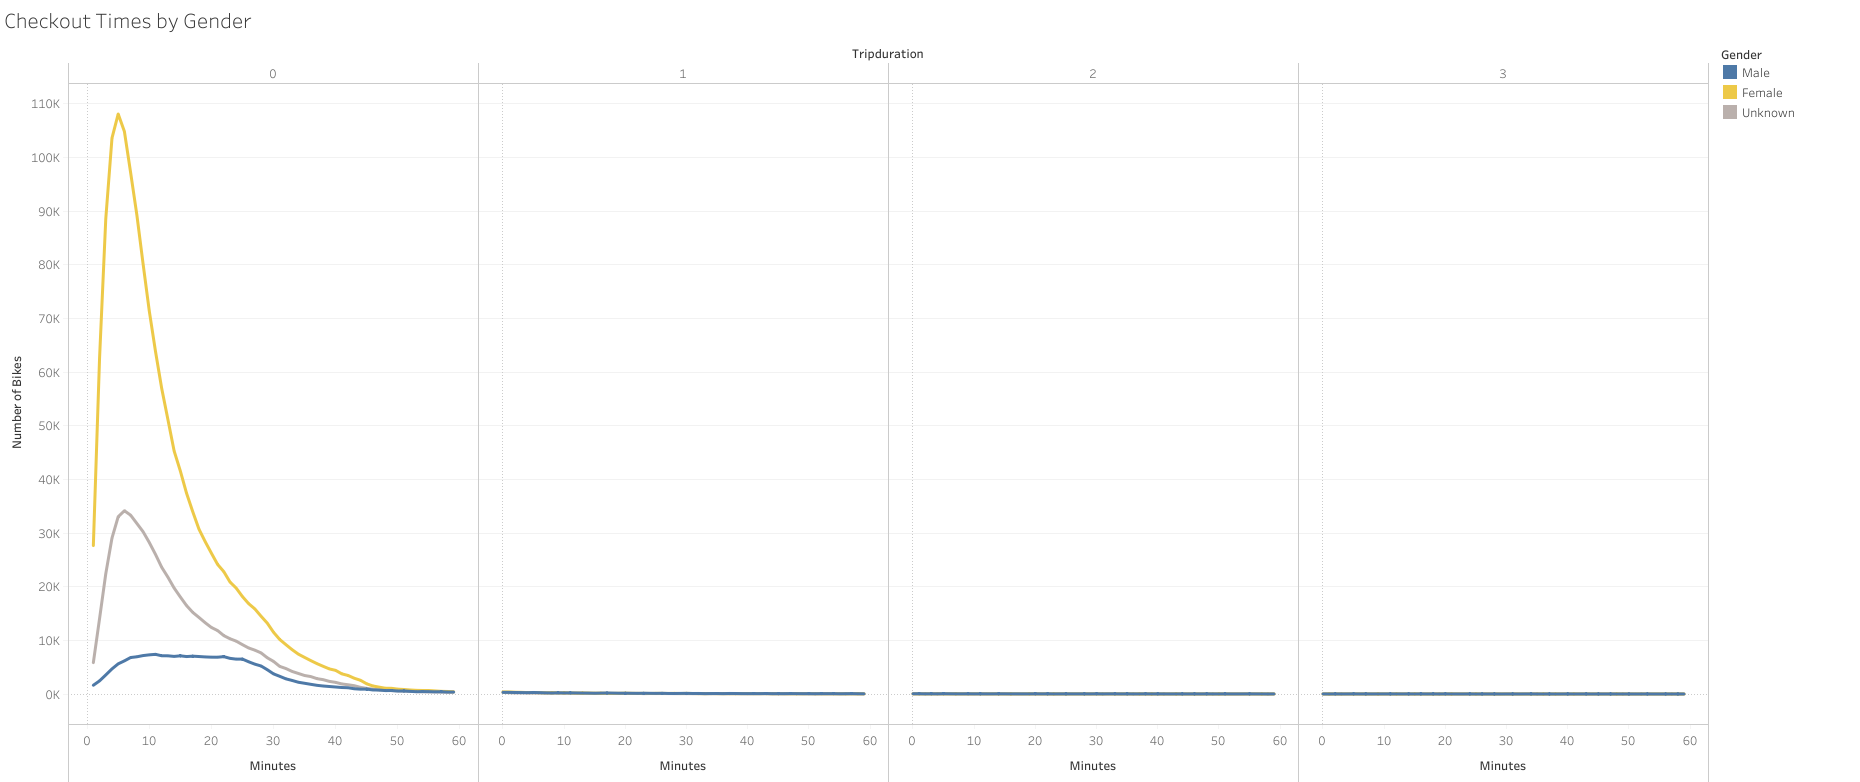 Checkout Times by Gender
Tripduration
0 1 2 3
Gender
Male
Female
Unknown
Number of Bikes
110K
100K
90K
80K
70K
60K
50K
40K
30K
20K
10K
0K
0 10 20 30 40 50 60 0 10 20 30 40 50 60 0 10 20 30 40 50 60 0 10 20 30 40 50 60
Minutes Minutes Minutes Minutes